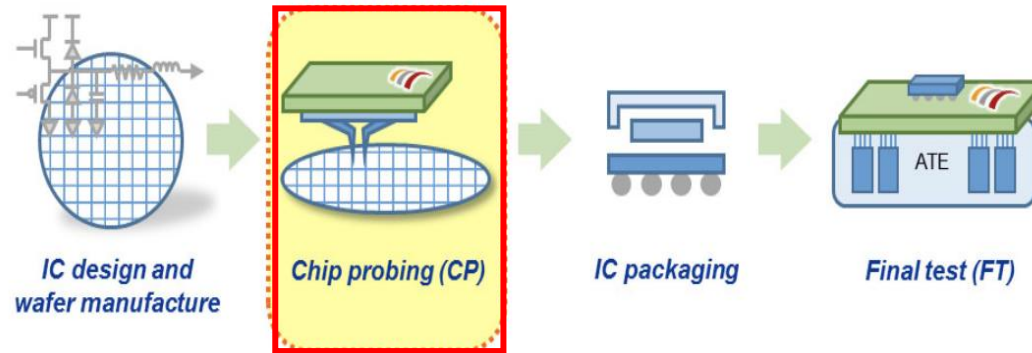 ATE
IC design and
wafer manufacture
Chip probing (CP)
IC packaging
Final test (FT)